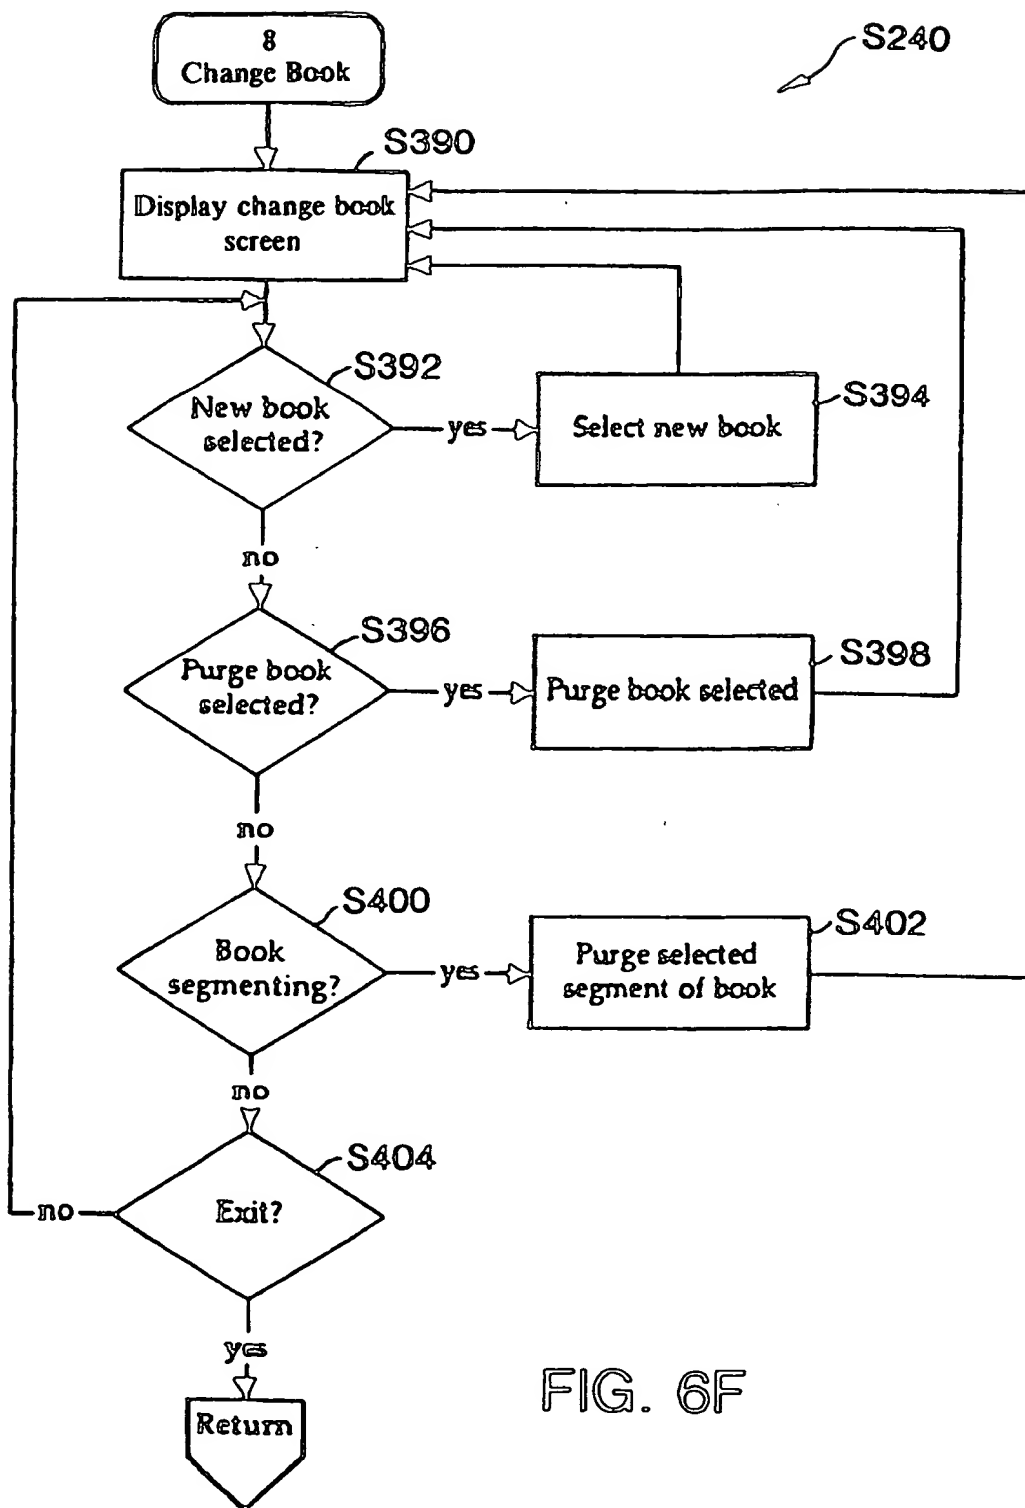 8
Change Book
S240
S390
Display change book
screen
S392
New book
selected?
yes
S394
Select new book
no
S396
Purge book
selected?
yes
S398
Purge book selected
no
S400
Book
segmenting?
yes
S402
Purge selected
segment of book
no
S404
Exit?
no
yes
Return
FIG. 6F